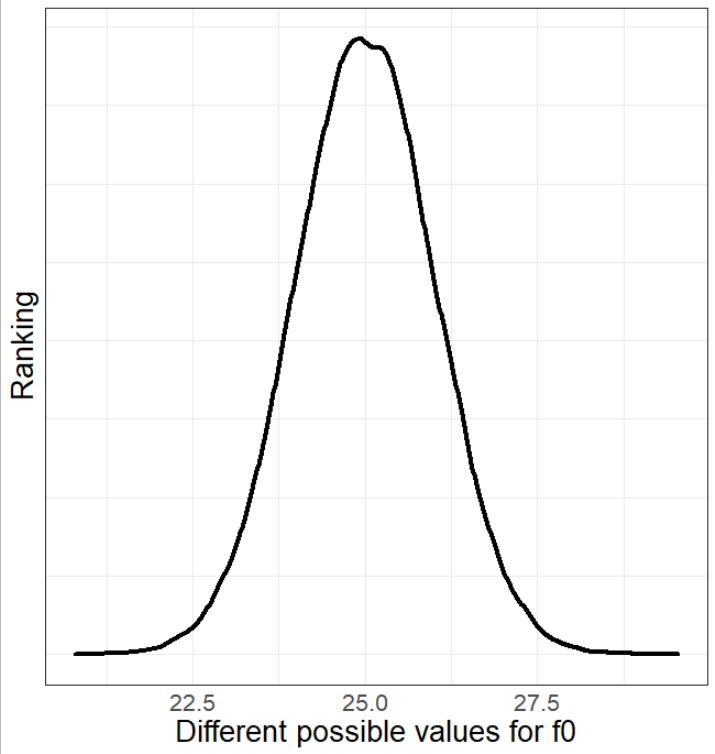 Ranking
22.5 25.0 27.5
Different possible values for f0